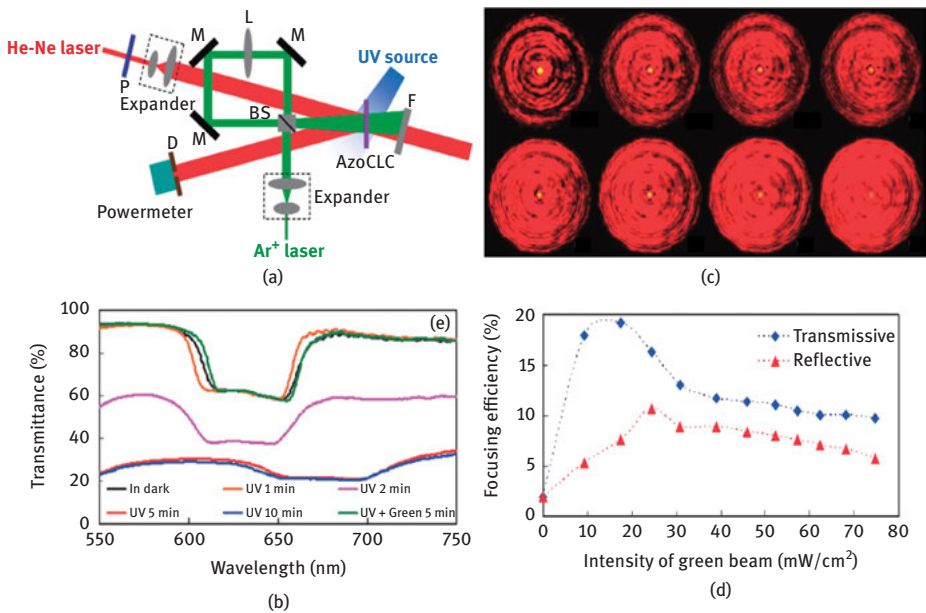 He-Ne laser
P
Expander
M
L
M
UV source
BS
F
M
AzoCLC
D
Powermeter
Expander
Ar⁺ laser
(a)
(c)
Transmittance (%)
100
80
60
40
20
0
(e)
In dark
UV 1 min
UV 2 min
UV 5 min
UV 10 min
UV + Green 5 min
550
600
650
700
750
Wavelength (nm)
(b)
Focusing efficiency (%)
20
15
10
5
0
Transmissive
Reflective
0
10
20
30
40
50
60
70
80
Intensity of green beam (mW/cm²)
(d)